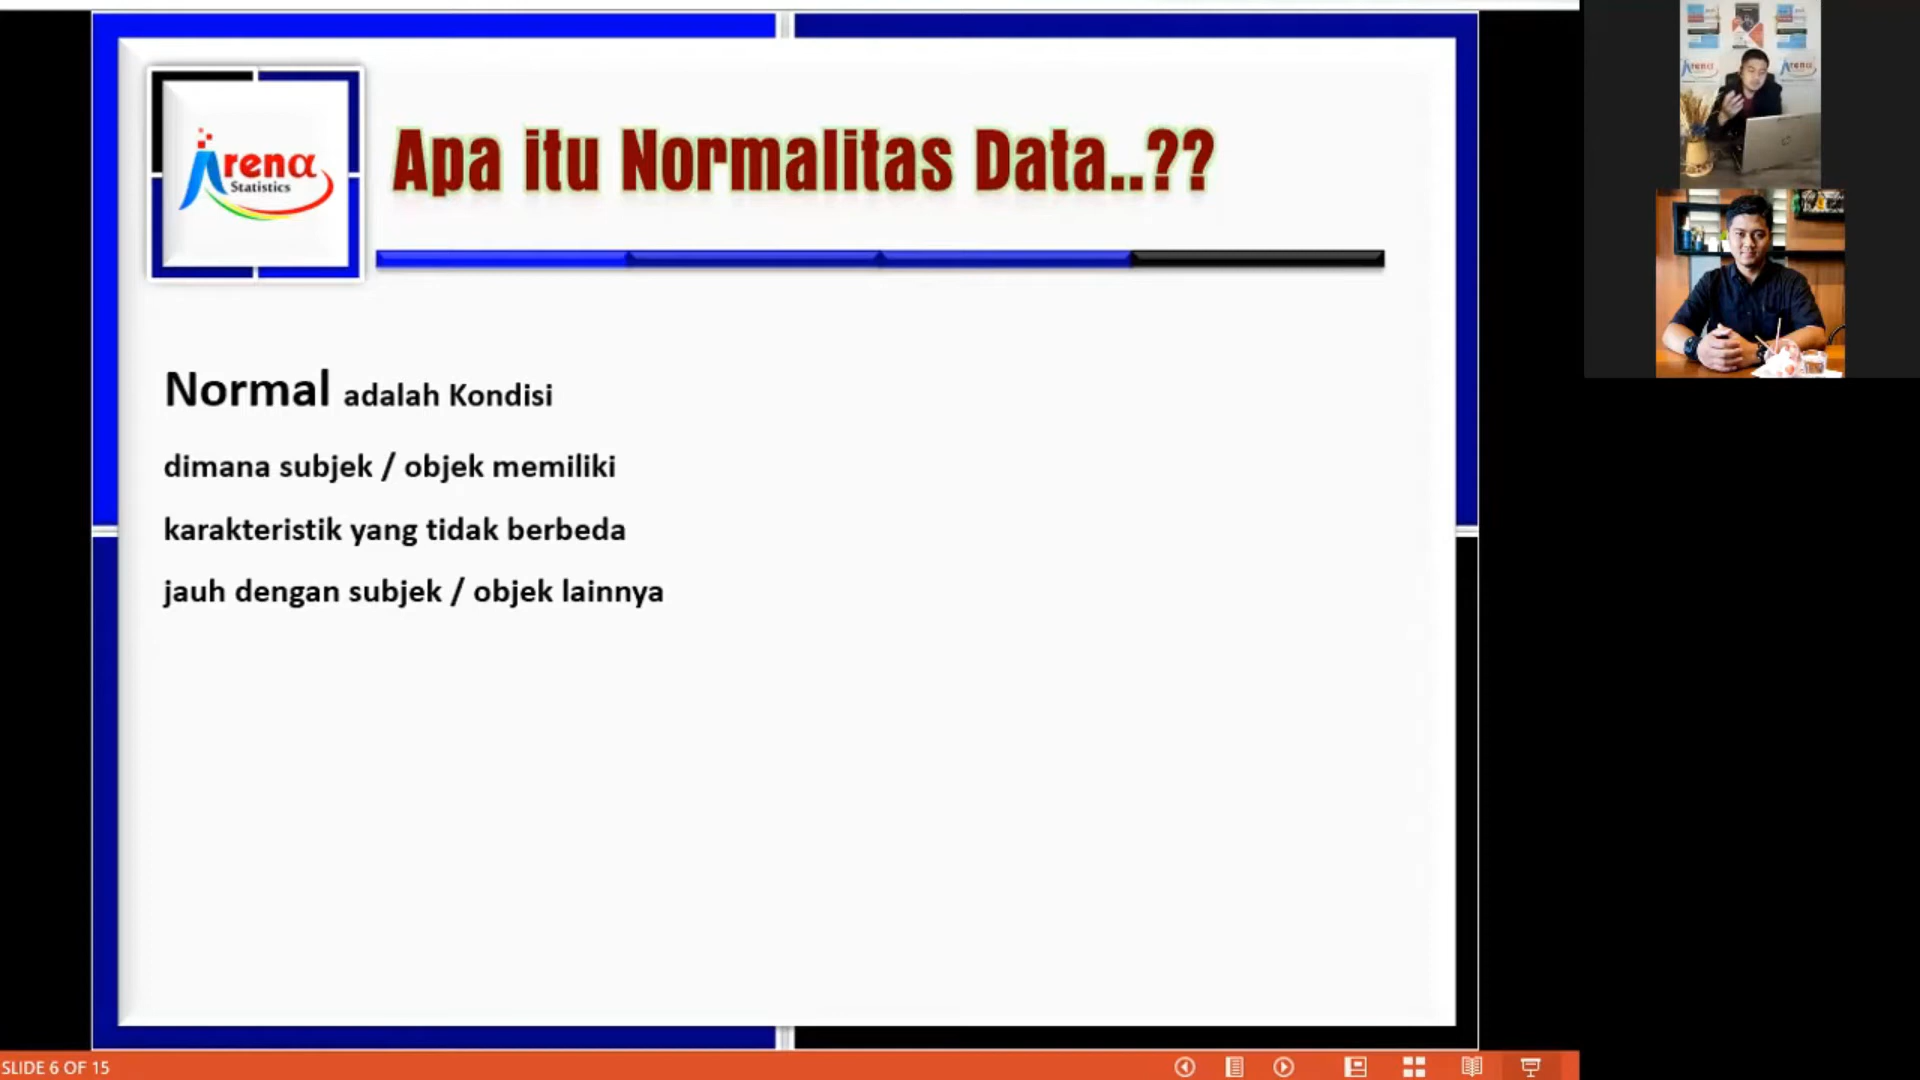 Arenα
Statistics
Apa itu Normalitas Data..??
Normal adalah Kondisi
dimana subjek / objek memiliki
karakteristik yang tidak berbeda
jauh dengan subjek / objek lainnya
SLIDE 6 OF 15